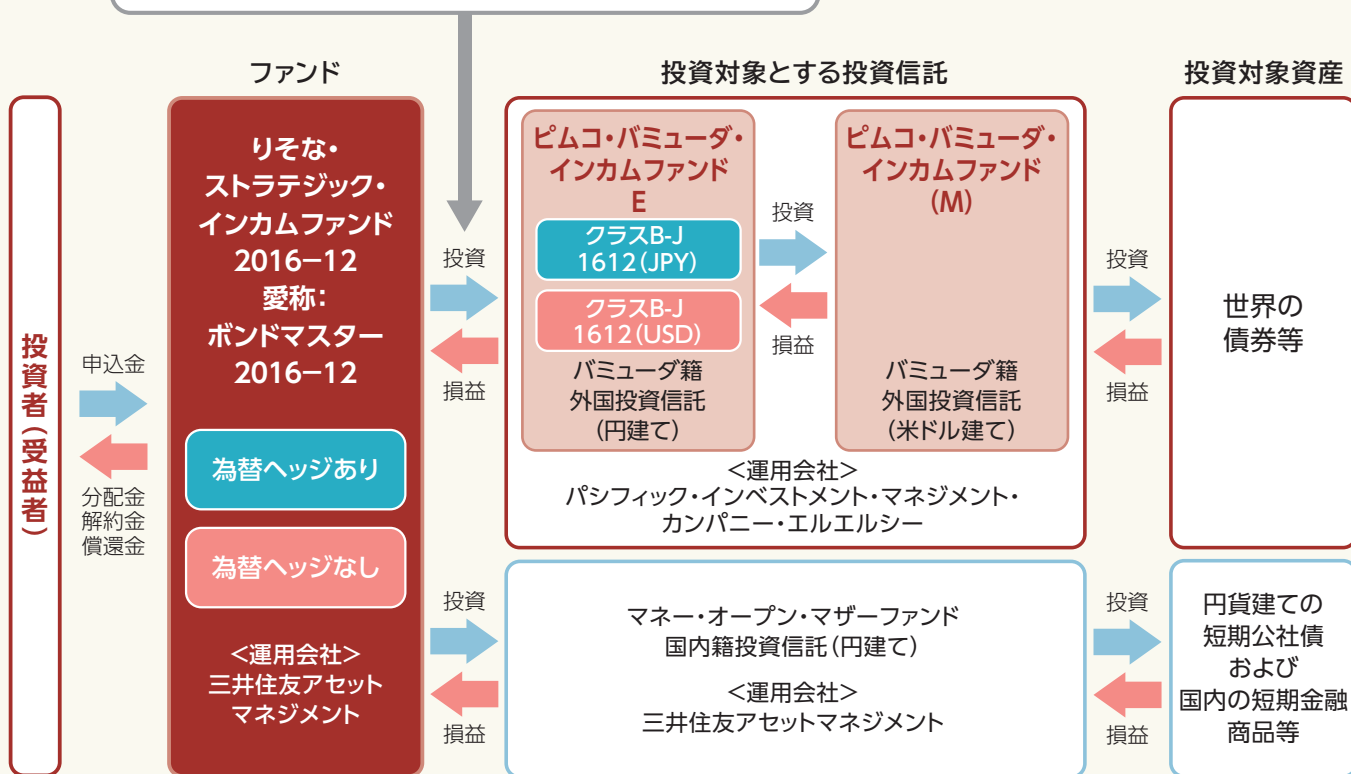 ファンド
投資対象とする投資信託
投資対象資産
投資者（受益者）
申込金
分配金
解約金
償還金
りそな・
ストラテジック・
インカムファンド
2016－12
愛称：
ボンドマスター
2016－12
為替ヘッジあり
為替ヘッジなし
＜運用会社＞
三井住友アセット
マネジメント
投資
損益
ピムコ・バミューダ・
インカムファンド
E
クラスB-J
1612（JPY）
クラスB-J
1612（USD）
バミューダ籍
外国投資信託
（円建て）
投資
損益
ピムコ・バミューダ・
インカムファンド
（M）
バミューダ籍
外国投資信託
（米ドル建て）
＜運用会社＞
パシフィック・インベストメント・マネジメント・
カンパニー・エルエルシー
投資
損益
世界の
債券等
投資
損益
マネー・オープン・マザーファンド
国内籍投資信託（円建て）
＜運用会社＞
三井住友アセットマネジメント
投資
損益
円貨建ての
短期公社債
および
国内の短期金融
商品等